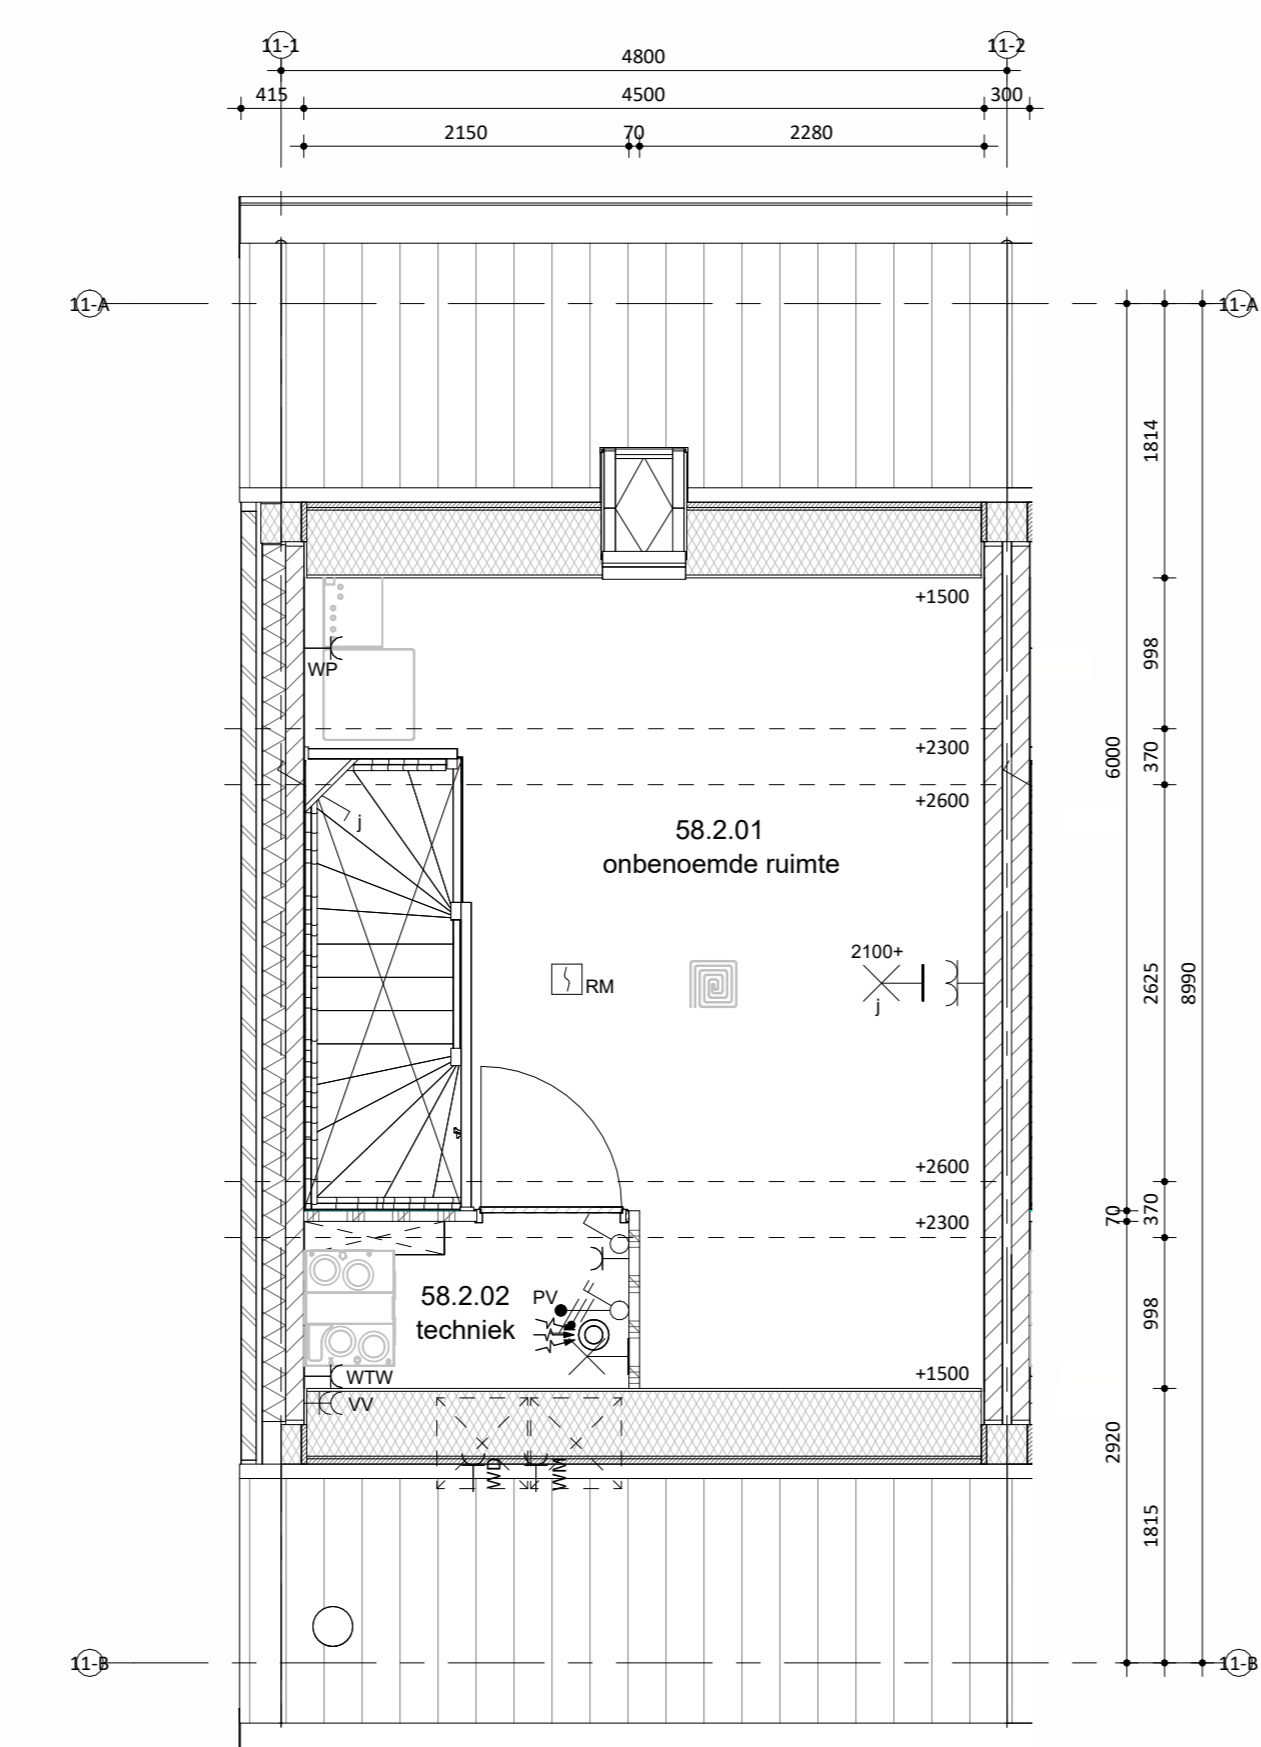 11-1
11-2
4800
415
4500
300
2150
70
2280
11-A
11-A
1814
+1500
998
WP
+2300
370
6000
+2600
58.2.01
onbenoemde ruimte
j
2100+
RM
j
2625
8990
+2600
70
370
+2300
58.2.02
techniek
PV
998
WTW
+1500
VV
WD
WM
2920
1815
11-B
11-B